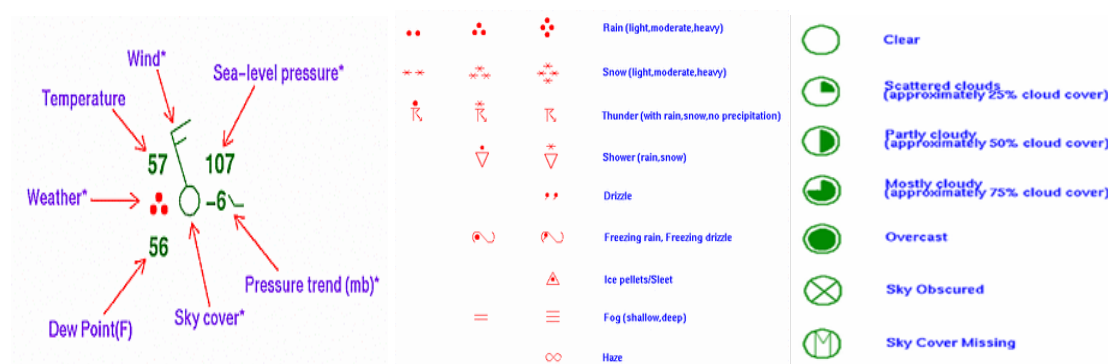 Wind*
Sea-level pressure*
Temperature
57
107
Weather*
-6
56
Pressure trend (mb)*
Sky cover*
Dew Point(F)
Rain (light,moderate,heavy)
Snow (light,moderate,heavy)
Thunder (with rain,snow,no precipitation)
Shower (rain,snow)
Drizzle
Freezing rain, Freezing drizzle
Ice pellets/Sleet
Fog (shallow,deep)
Haze
Clear
Scattered clouds
(approximately 25% cloud cover)
Partly cloudy
(approximately 50% cloud cover)
Mostly cloudy
(approximately 75% cloud cover)
Overcast
Sky Obscured
M
Sky Cover Missing